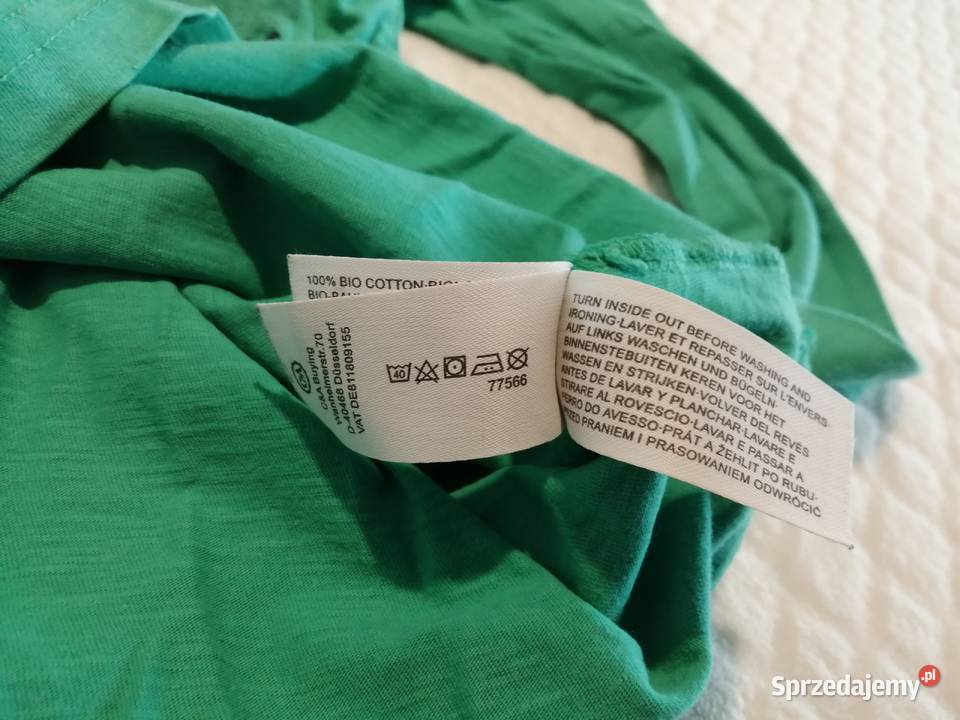 100% BIO COTTON·BIO
BIO
C&A Buying
Wanheimerstr.70
D-40468 Düsseldorf
VAT DE811809155
40
77566
TURN INSIDE OUT BEFORE WASHING AND
IRONING·LAVER ET REPASSER SUR L'ENVERS·
AUF LINKS WASCHEN UND BÜGELN·
BINNENSTEBUITEN KEREN VOOR HET
WASSEN EN STRIJKEN·VOLVER DEL REVÉS
ANTES DE LAVAR Y PLANCHAR·LAVARE E
STIRARE AL ROVESCIO·LAVAR E PASSAR A
FERRO DO AVESSO·PRÁT A ŽEHLIT PO RUBU-
PRZED PRANIEM I PRASOWANIEM ODWRÓCIĆ
Sprzedajemy.pl